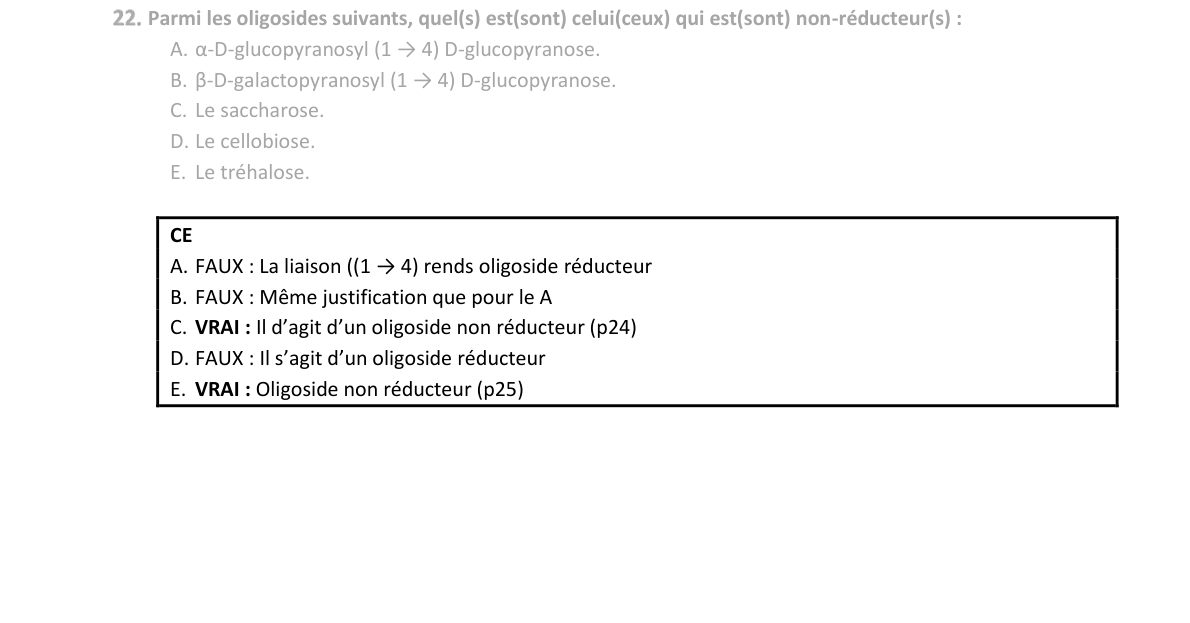 22. Parmi les oligosides suivants, quel(s) est(sont) celui(ceux) qui est(sont) non-réducteur(s) :
A. α-D-glucopyranosyl (1 → 4) D-glucopyranose.
B. β-D-galactopyranosyl (1 → 4) D-glucopyranose.
C. Le saccharose.
D. Le cellobiose.
E. Le tréhalose.
CE
A. FAUX : La liaison ((1 → 4) rends oligoside réducteur
B. FAUX : Même justification que pour le A
C. VRAI : Il d’agit d’un oligoside non réducteur (p24)
D. FAUX : Il s’agit d’un oligoside réducteur
E. VRAI : Oligoside non réducteur (p25)